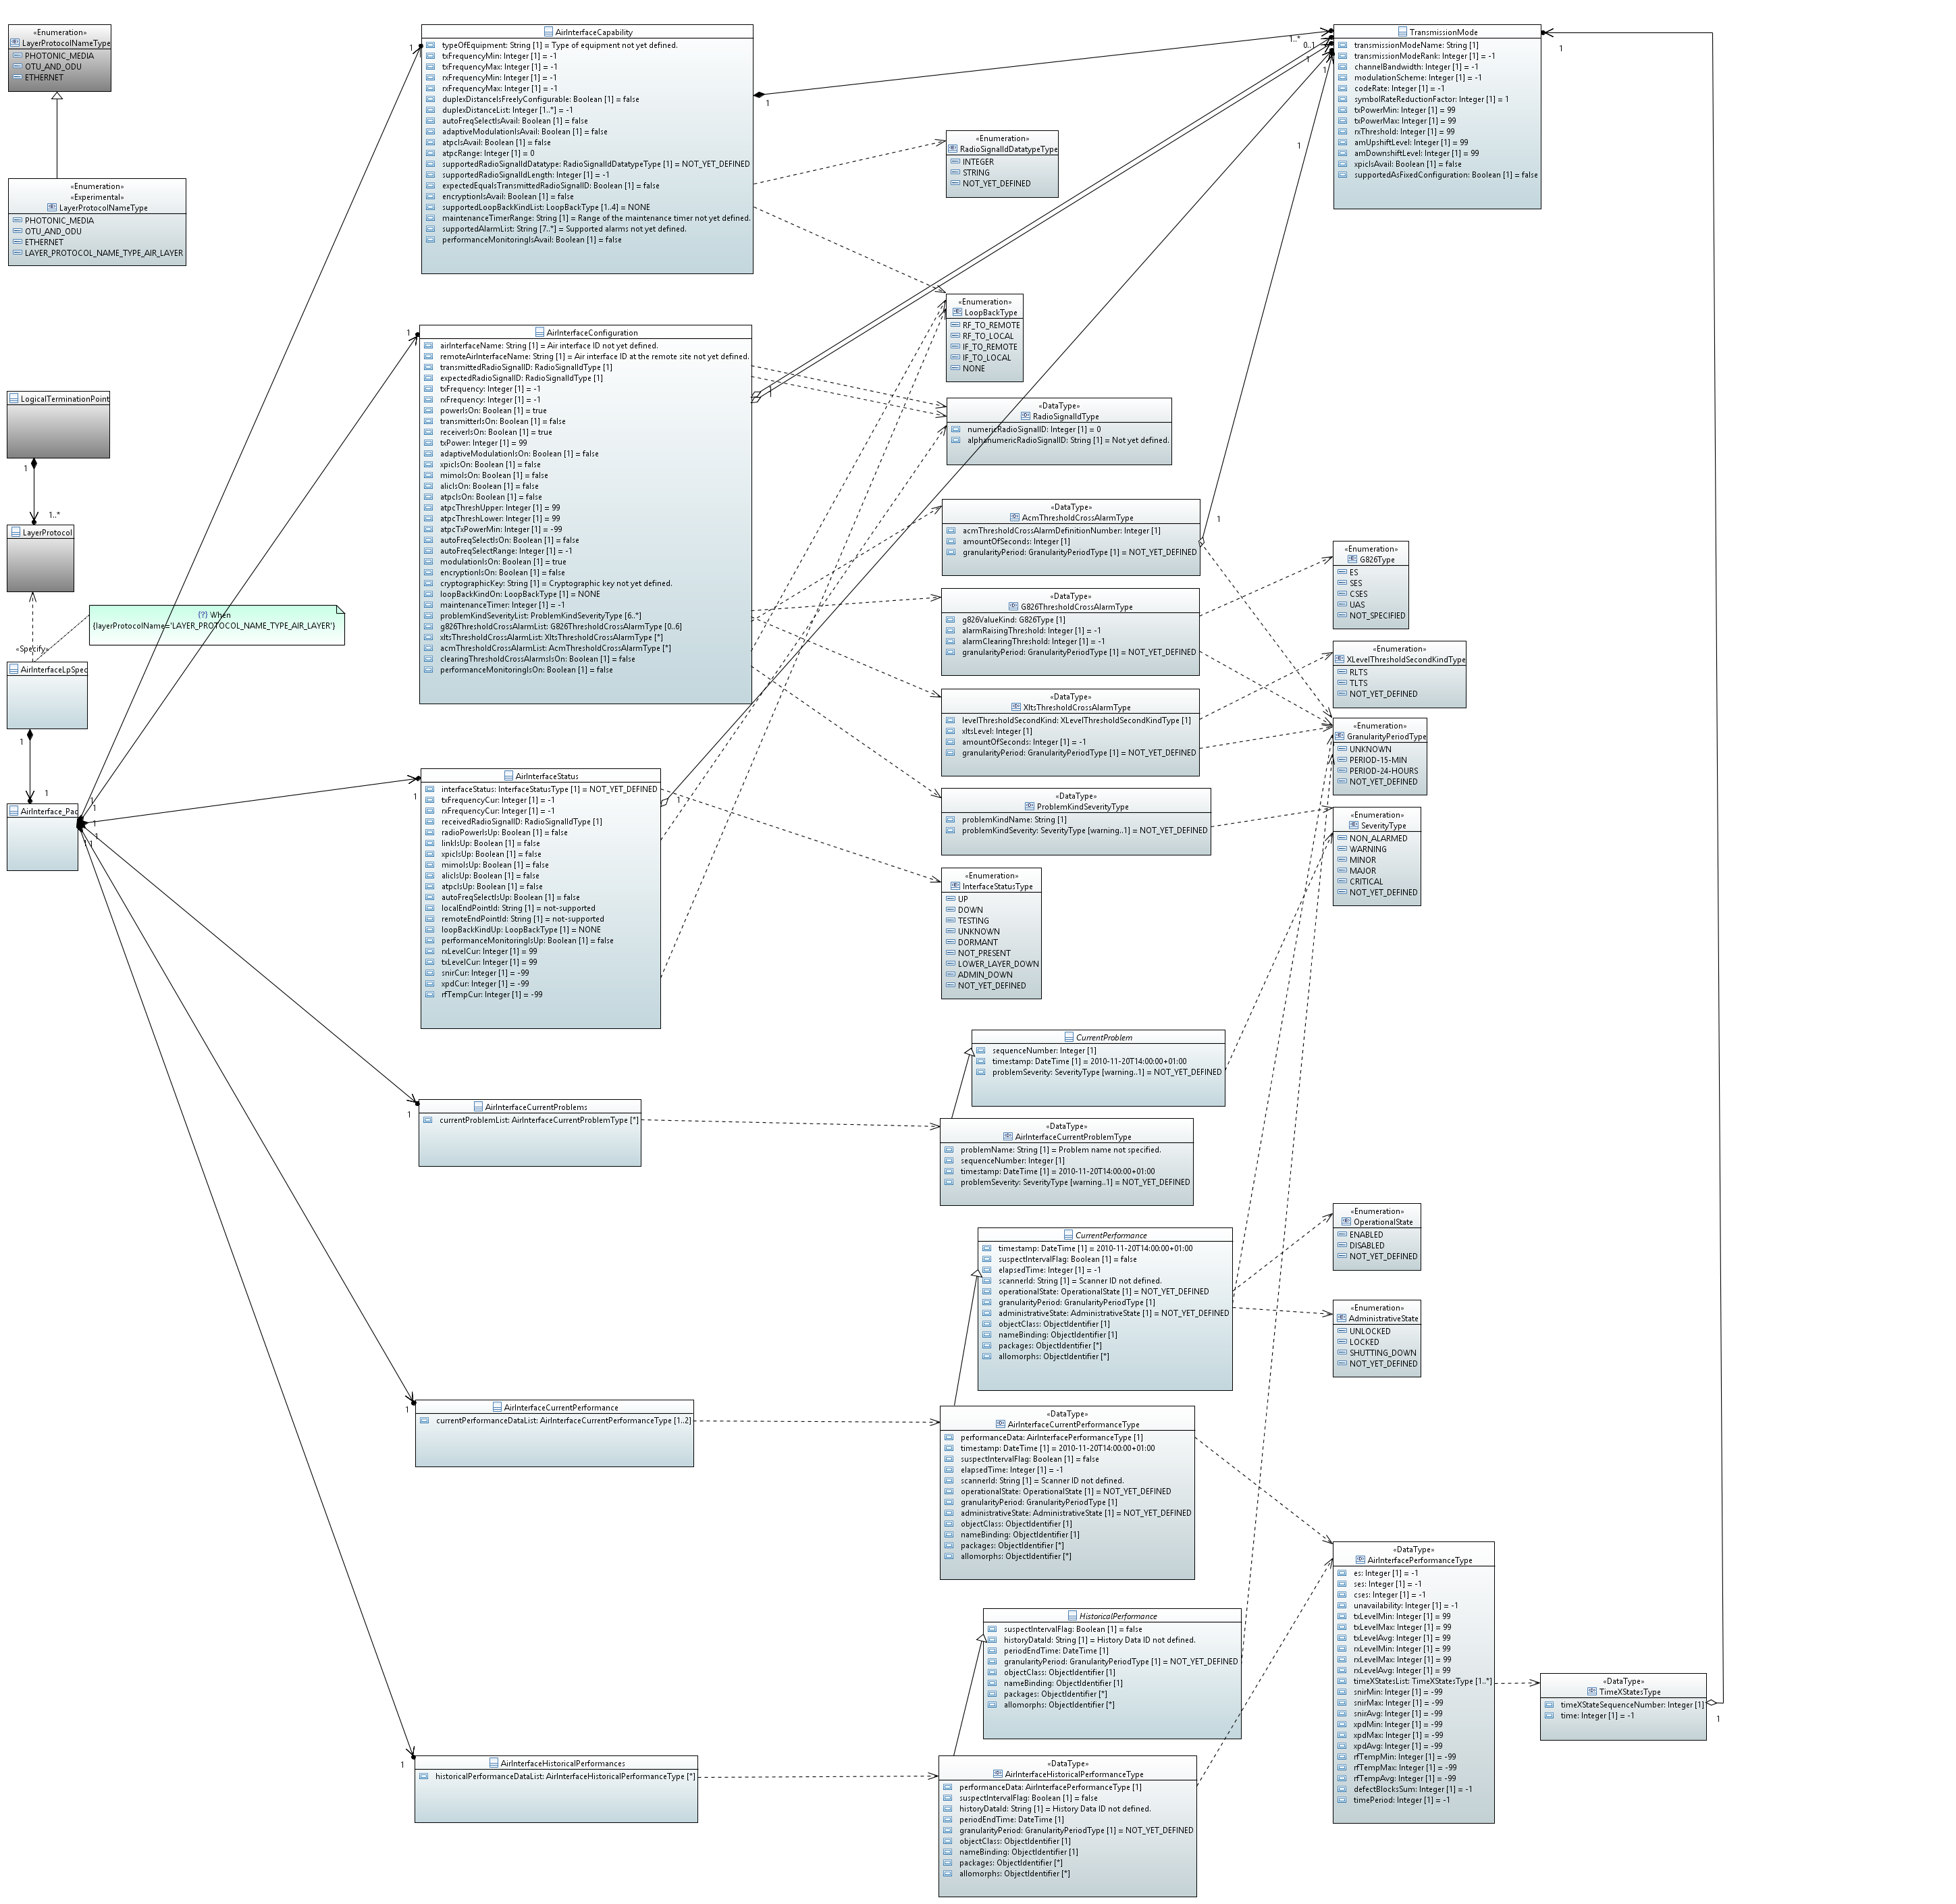 «Enumeration»
LayerProtocolNameType
PHOTONIC_MEDIA
OTU_AND_ODU
ETHERNET
«Enumeration»
«Experimental»
LayerProtocolNameType
PHOTONIC_MEDIA
OTU_AND_ODU
ETHERNET
LAYER_PROTOCOL_NAME_TYPE_AIR_LAYER
LogicalTerminationPoint
1
1..*
LayerProtocol
{?} When
{layerProtocolName='LAYER_PROTOCOL_NAME_TYPE_AIR_LAYER'}
«Specify»
AirInterfaceLpSpec
1
1
AirInterface_Pac
1
1
1
1
1
1
AirInterfaceCapability
typeOfEquipment: String [1] = Type of equipment not yet defined.
txFrequencyMin: Integer [1] = -1
txFrequencyMax: Integer [1] = -1
rxFrequencyMin: Integer [1] = -1
rxFrequencyMax: Integer [1] = -1
duplexDistanceIsFreelyConfigurable: Boolean [1] = false
duplexDistanceList: Integer [1..*] = -1
autoFreqSelectIsAvail: Boolean [1] = false
adaptiveModulationIsAvail: Boolean [1] = false
atpcIsAvail: Boolean [1] = false
atpcRange: Integer [1] = 0
supportedRadioSignalIdDatatype: RadioSignalIdDatatypeType [1] = NOT_YET_DEFINED
supportedRadioSignalIdLength: Integer [1] = -1
expectedEqualsTransmittedRadioSignalID: Boolean [1] = false
encryptionIsAvail: Boolean [1] = false
supportedLoopBackKindList: LoopBackType [1..4] = NONE
maintenanceTimerRange: String [1] = Range of the maintenance timer not yet defined.
supportedAlarmList: String [7..*] = Supported alarms not yet defined.
performanceMonitoringIsAvail: Boolean [1] = false
1
1
AirInterfaceConfiguration
airInterfaceName: String [1] = Air interface ID not yet defined.
remoteAirInterfaceName: String [1] = Air interface ID at the remote site not yet defined.
transmittedRadioSignalID: RadioSignalIdType [1]
expectedRadioSignalID: RadioSignalIdType [1]
txFrequency: Integer [1] = -1
rxFrequency: Integer [1] = -1
powerIsOn: Boolean [1] = true
transmitterIsOn: Boolean [1] = false
receiverIsOn: Boolean [1] = true
txPower: Integer [1] = 99
adaptiveModulationIsOn: Boolean [1] = false
xpicIsOn: Boolean [1] = false
mimoIsOn: Boolean [1] = false
alicIsOn: Boolean [1] = false
atpcIsOn: Boolean [1] = false
atpcThreshUpper: Integer [1] = 99
atpcThreshLower: Integer [1] = 99
atpcTxPowerMin: Integer [1] = -99
autoFreqSelectIsOn: Boolean [1] = false
autoFreqSelectRange: Integer [1] = -1
modulationIsOn: Boolean [1] = true
encryptionIsOn: Boolean [1] = false
cryptographicKey: String [1] = Cryptographic key not yet defined.
loopBackKindOn: LoopBackType [1] = NONE
maintenanceTimer: Integer [1] = -1
problemKindSeverityList: ProblemKindSeverityType [6..*]
g826ThresholdCrossAlarmList: G826ThresholdCrossAlarmType [0..6]
xltsThresholdCrossAlarmList: XltsThresholdCrossAlarmType [*]
acmThresholdCrossAlarmList: AcmThresholdCrossAlarmType [*]
clearingThresholdCrossAlarmsIsOn: Boolean [1] = false
performanceMonitoringIsOn: Boolean [1] = false
1
1
AirInterfaceStatus
interfaceStatus: InterfaceStatusType [1] = NOT_YET_DEFINED
txFrequencyCur: Integer [1] = -1
rxFrequencyCur: Integer [1] = -1
receivedRadioSignalID: RadioSignalIdType [1]
radioPowerIsUp: Boolean [1] = false
linkIsUp: Boolean [1] = false
xpicIsUp: Boolean [1] = false
mimoIsUp: Boolean [1] = false
alicIsUp: Boolean [1] = false
atpcIsUp: Boolean [1] = false
autoFreqSelectIsUp: Boolean [1] = false
localEndPointId: String [1] = not-supported
remoteEndPointId: String [1] = not-supported
loopBackKindUp: LoopBackType [1] = NONE
performanceMonitoringIsUp: Boolean [1] = false
rxLevelCur: Integer [1] = 99
txLevelCur: Integer [1] = 99
snirCur: Integer [1] = -99
xpdCur: Integer [1] = -99
rfTempCur: Integer [1] = -99
1
1
AirInterfaceCurrentProblems
currentProblemList: AirInterfaceCurrentProblemType [*]
1
AirInterfaceCurrentPerformance
currentPerformanceDataList: AirInterfaceCurrentPerformanceType [1..2]
1
AirInterfaceHistoricalPerformances
historicalPerformanceDataList: AirInterfaceHistoricalPerformanceType [*]
1
«Enumeration»
RadioSignalIdDatatypeType
INTEGER
STRING
NOT_YET_DEFINED
«Enumeration»
LoopBackType
RF_TO_REMOTE
RF_TO_LOCAL
IF_TO_REMOTE
IF_TO_LOCAL
NONE
«DataType»
RadioSignalIdType
numericRadioSignalID: Integer [1] = 0
alphanumericRadioSignalID: String [1] = Not yet defined.
«DataType»
AcmThresholdCrossAlarmType
acmThresholdCrossAlarmDefinitionNumber: Integer [1]
amountOfSeconds: Integer [1]
granularityPeriod: GranularityPeriodType [1] = NOT_YET_DEFINED
1
«DataType»
G826ThresholdCrossAlarmType
g826ValueKind: G826Type [1]
alarmRaisingThreshold: Integer [1] = -1
alarmClearingThreshold: Integer [1] = -1
granularityPeriod: GranularityPeriodType [1] = NOT_YET_DEFINED
«DataType»
XltsThresholdCrossAlarmType
levelThresholdSecondKind: XLevelThresholdSecondKindType [1]
xltsLevel: Integer [1]
amountOfSeconds: Integer [1] = -1
granularityPeriod: GranularityPeriodType [1] = NOT_YET_DEFINED
«DataType»
ProblemKindSeverityType
problemKindName: String [1]
problemKindSeverity: SeverityType [warning..1] = NOT_YET_DEFINED
«Enumeration»
InterfaceStatusType
UP
DOWN
TESTING
UNKNOWN
DORMANT
NOT_PRESENT
LOWER_LAYER_DOWN
ADMIN_DOWN
NOT_YET_DEFINED
CurrentProblem
sequenceNumber: Integer [1]
timestamp: DateTime [1] = 2010-11-20T14:00:00+01:00
problemSeverity: SeverityType [warning..1] = NOT_YET_DEFINED
«DataType»
AirInterfaceCurrentProblemType
problemName: String [1] = Problem name not specified.
sequenceNumber: Integer [1]
timestamp: DateTime [1] = 2010-11-20T14:00:00+01:00
problemSeverity: SeverityType [warning..1] = NOT_YET_DEFINED
CurrentPerformance
timestamp: DateTime [1] = 2010-11-20T14:00:00+01:00
suspectIntervalFlag: Boolean [1] = false
elapsedTime: Integer [1] = -1
scannerId: String [1] = Scanner ID not defined.
operationalState: OperationalState [1] = NOT_YET_DEFINED
granularityPeriod: GranularityPeriodType [1]
administrativeState: AdministrativeState [1] = NOT_YET_DEFINED
objectClass: ObjectIdentifier [1]
nameBinding: ObjectIdentifier [1]
packages: ObjectIdentifier [*]
allomorphs: ObjectIdentifier [*]
«DataType»
AirInterfaceCurrentPerformanceType
performanceData: AirInterfacePerformanceType [1]
timestamp: DateTime [1] = 2010-11-20T14:00:00+01:00
suspectIntervalFlag: Boolean [1] = false
elapsedTime: Integer [1] = -1
scannerId: String [1] = Scanner ID not defined.
operationalState: OperationalState [1] = NOT_YET_DEFINED
granularityPeriod: GranularityPeriodType [1]
administrativeState: AdministrativeState [1] = NOT_YET_DEFINED
objectClass: ObjectIdentifier [1]
nameBinding: ObjectIdentifier [1]
packages: ObjectIdentifier [*]
allomorphs: ObjectIdentifier [*]
HistoricalPerformance
suspectIntervalFlag: Boolean [1] = false
historyDataId: String [1] = History Data ID not defined.
periodEndTime: DateTime [1]
granularityPeriod: GranularityPeriodType [1] = NOT_YET_DEFINED
objectClass: ObjectIdentifier [1]
nameBinding: ObjectIdentifier [1]
packages: ObjectIdentifier [*]
allomorphs: ObjectIdentifier [*]
«DataType»
AirInterfaceHistoricalPerformanceType
performanceData: AirInterfacePerformanceType [1]
suspectIntervalFlag: Boolean [1] = false
historyDataId: String [1] = History Data ID not defined.
periodEndTime: DateTime [1]
granularityPeriod: GranularityPeriodType [1] = NOT_YET_DEFINED
objectClass: ObjectIdentifier [1]
nameBinding: ObjectIdentifier [1]
packages: ObjectIdentifier [*]
allomorphs: ObjectIdentifier [*]
1..*
0..1
1
1
1
1
TransmissionMode
transmissionModeName: String [1]
transmissionModeRank: Integer [1] = -1
channelBandwidth: Integer [1] = -1
modulationScheme: Integer [1] = -1
codeRate: Integer [1] = -1
symbolRateReductionFactor: Integer [1] = 1
txPowerMin: Integer [1] = 99
txPowerMax: Integer [1] = 99
rxThreshold: Integer [1] = 99
amUpshiftLevel: Integer [1] = 99
amDownshiftLevel: Integer [1] = 99
xpicIsAvail: Boolean [1] = false
supportedAsFixedConfiguration: Boolean [1] = false
«Enumeration»
G826Type
ES
SES
CSES
UAS
NOT_SPECIFIED
«Enumeration»
XLevelThresholdSecondKindType
RLTS
TLTS
NOT_YET_DEFINED
«Enumeration»
GranularityPeriodType
UNKNOWN
PERIOD-15-MIN
PERIOD-24-HOURS
NOT_YET_DEFINED
«Enumeration»
SeverityType
NON_ALARMED
WARNING
MINOR
MAJOR
CRITICAL
NOT_YET_DEFINED
«Enumeration»
OperationalState
ENABLED
DISABLED
NOT_YET_DEFINED
«Enumeration»
AdministrativeState
UNLOCKED
LOCKED
SHUTTING_DOWN
NOT_YET_DEFINED
«DataType»
AirInterfacePerformanceType
es: Integer [1] = -1
ses: Integer [1] = -1
cses: Integer [1] = -1
unavailability: Integer [1] = -1
txLevelMin: Integer [1] = 99
txLevelMax: Integer [1] = 99
txLevelAvg: Integer [1] = 99
rxLevelMin: Integer [1] = 99
rxLevelMax: Integer [1] = 99
rxLevelAvg: Integer [1] = 99
timeXStatesList: TimeXStatesType [1..*]
snirMin: Integer [1] = -99
snirMax: Integer [1] = -99
snirAvg: Integer [1] = -99
xpdMin: Integer [1] = -99
xpdMax: Integer [1] = -99
xpdAvg: Integer [1] = -99
rfTempMin: Integer [1] = -99
rfTempMax: Integer [1] = -99
rfTempAvg: Integer [1] = -99
defectBlocksSum: Integer [1] = -1
timePeriod: Integer [1] = -1
«DataType»
TimeXStatesType
timeXStateSequenceNumber: Integer [1]
time: Integer [1] = -1
1